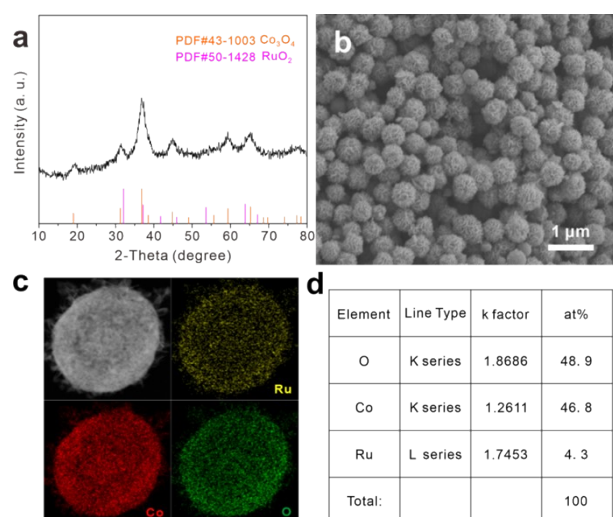 a
PDF#43-1003 Co₃O₄
PDF#50-1428 RuO₂
Intensity (a. u.)
10 20 30 40 50 60 70 80
2-Theta (degree)
b
1 μm
c
Ru
Co
O
d
Element Line Type k factor at%
O K series 1.8686 48. 9
Co K series 1.2611 46. 8
Ru L series 1.7453 4. 3
Total: 100